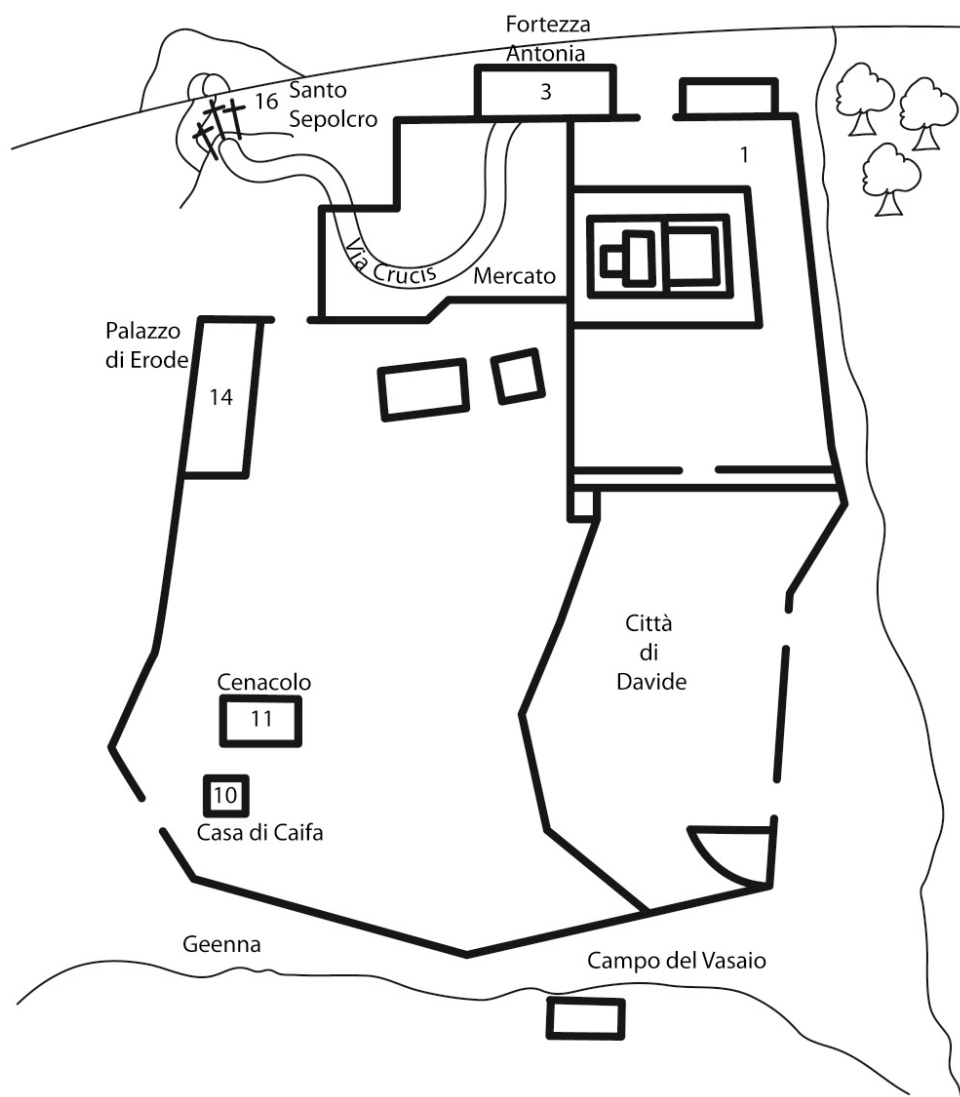 Fortezza
Antonia
3
16
Santo
Sepolcro
1
Via Crucis
Mercato
Palazzo
di Erode
14
Città
di
Davide
Cenacolo
11
10
Casa di Caifa
Geenna
Campo del Vasaio